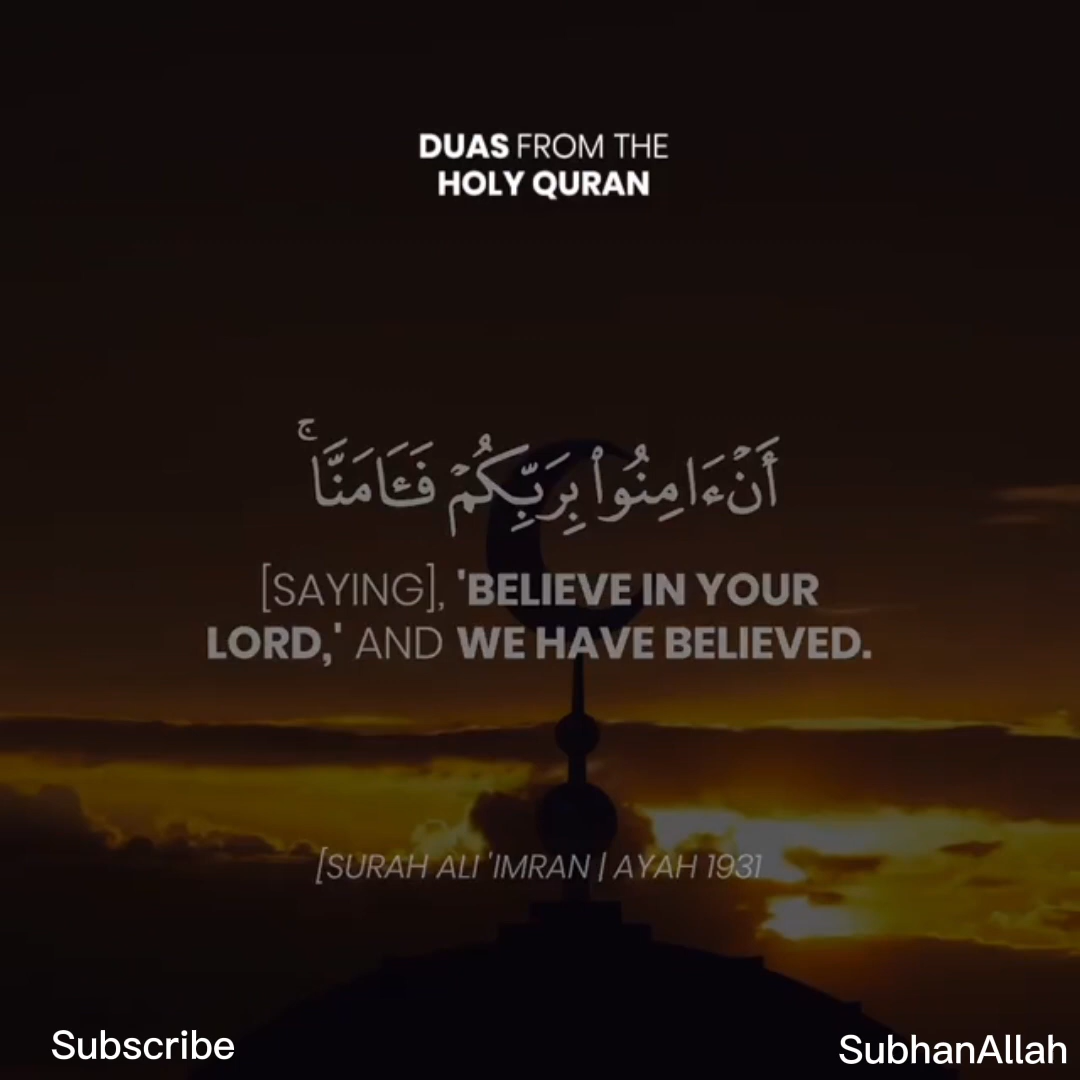 DUAS FROM THE
HOLY QURAN
أَنْ ءَامِنُوا۟ بِرَبِّكُمْ فَـَٔامَنَّا ۚ
[SAYING], 'BELIEVE IN YOUR
LORD,' AND WE HAVE BELIEVED.
[SURAH ALI 'IMRAN | AYAH 193]
Subscribe
SubhanAllah